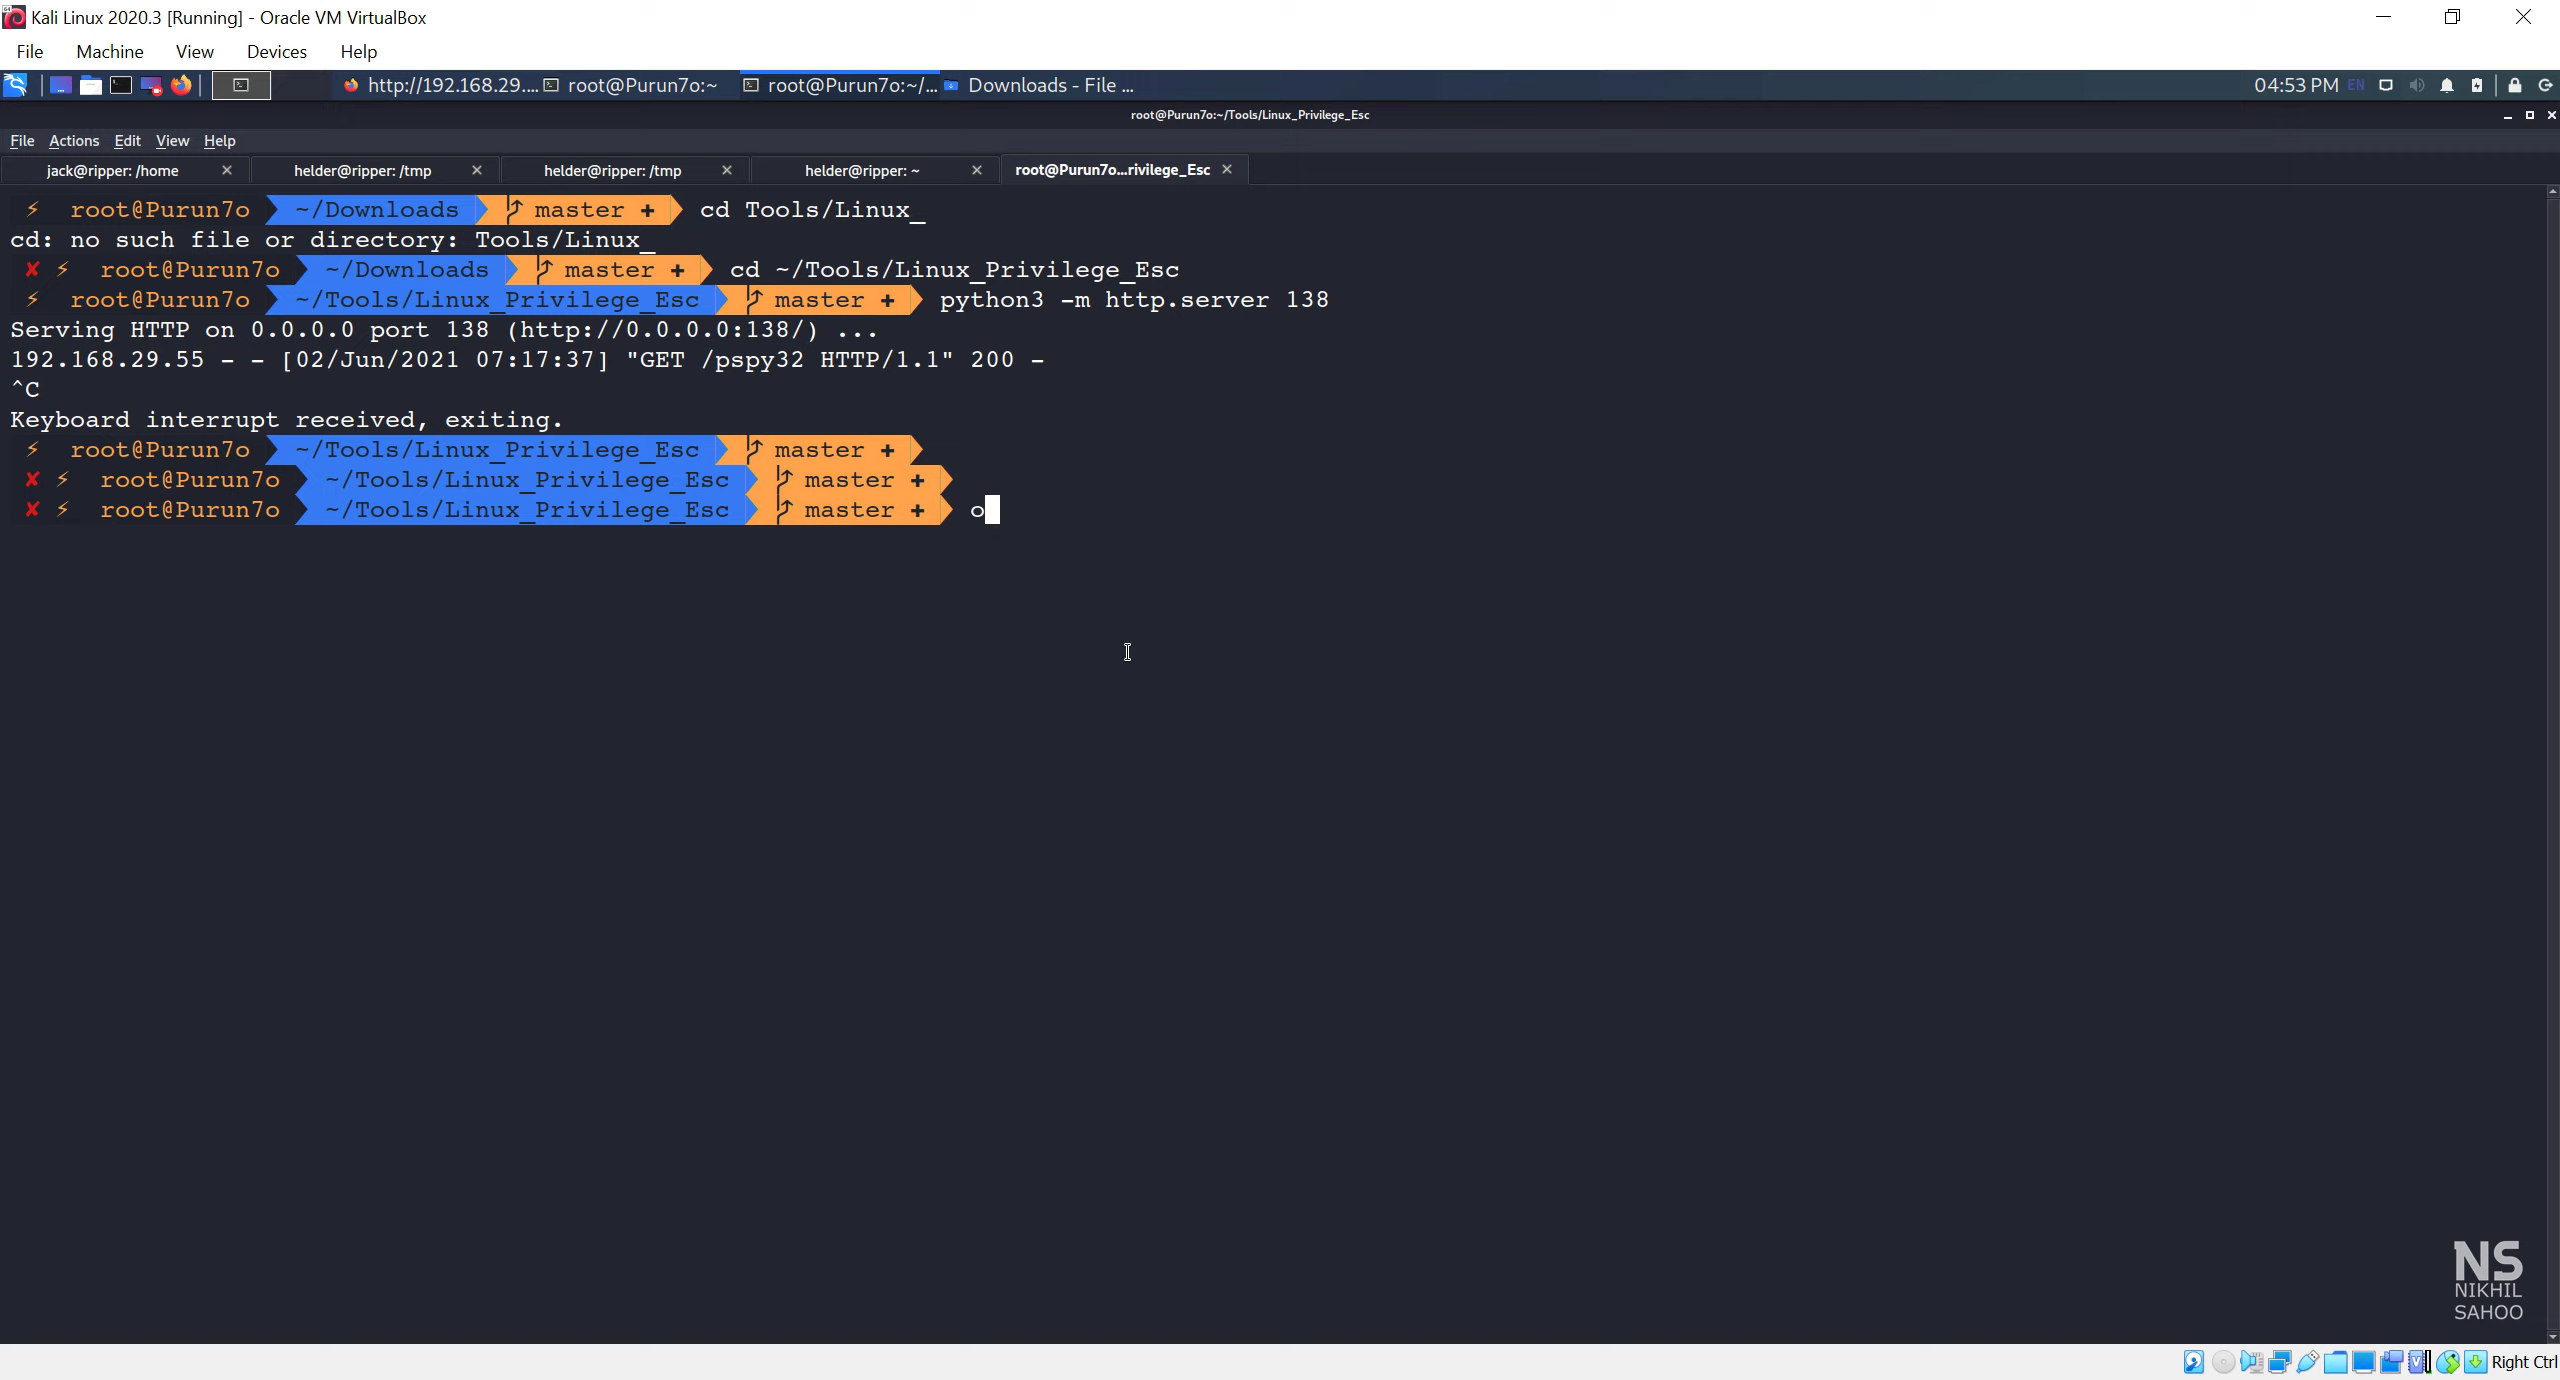 Kali Linux 2020.3 [Running] - Oracle VM VirtualBox
File Machine View Devices Help
http://192.168.29.... root@Purun7o:~ root@Purun7o:~/... Downloads - File ... 04:53 PM EN
root@Purun7o:~/Tools/Linux_Privilege_Esc
File Actions Edit View Help
jack@ripper: /home helder@ripper: /tmp helder@ripper: /tmp helder@ripper: ~ root@Purun7o...rivilege_Esc
⚡ root@Purun7o ~/Downloads master + cd Tools/Linux_
cd: no such file or directory: Tools/Linux_
✘ ⚡ root@Purun7o ~/Downloads master + cd ~/Tools/Linux_Privilege_Esc
⚡ root@Purun7o ~/Tools/Linux_Privilege_Esc master + python3 -m http.server 138
Serving HTTP on 0.0.0.0 port 138 (http://0.0.0.0:138/) ...
192.168.29.55 - - [02/Jun/2021 07:17:37] "GET /pspy32 HTTP/1.1" 200 -
^C
Keyboard interrupt received, exiting.
⚡ root@Purun7o ~/Tools/Linux_Privilege_Esc master +
✘ ⚡ root@Purun7o ~/Tools/Linux_Privilege_Esc master +
✘ ⚡ root@Purun7o ~/Tools/Linux_Privilege_Esc master + o
NS
NIKHIL
SAHOO
Right Ctrl